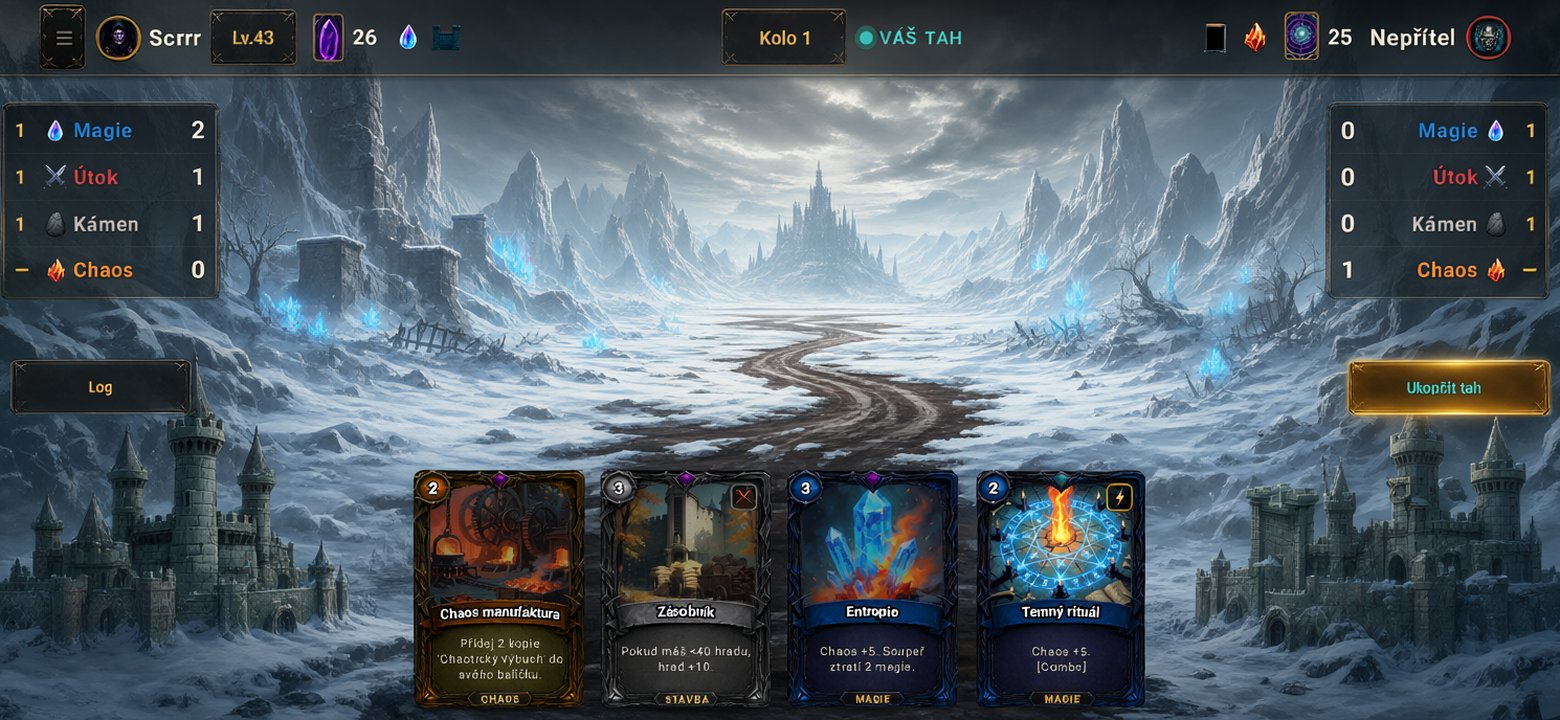 Scrrr
Lv.43
26
Kolo 1
VÁŠ TAH
25
Nepřítel
1 Magie 2
1 Útok 1
1 Kámen 1
– Chaos 0
0 Magie 1
0 Útok 1
0 Kámen 1
1 Chaos –
Log
Ukončit tah
2
Chaos manufaktura
Přidej 2 kopie
'Chaotický výbuch' do
svého balíčku.
CHAOS
3
Zásobník
Pokud máš <40 hradu,
hrad +10.
STAVBA
3
Entropio
Chaos +5. Soupeř
ztratí 2 magie.
MAGIE
2
Temný rituál
Chaos +5.
[Combo]
MAGIE